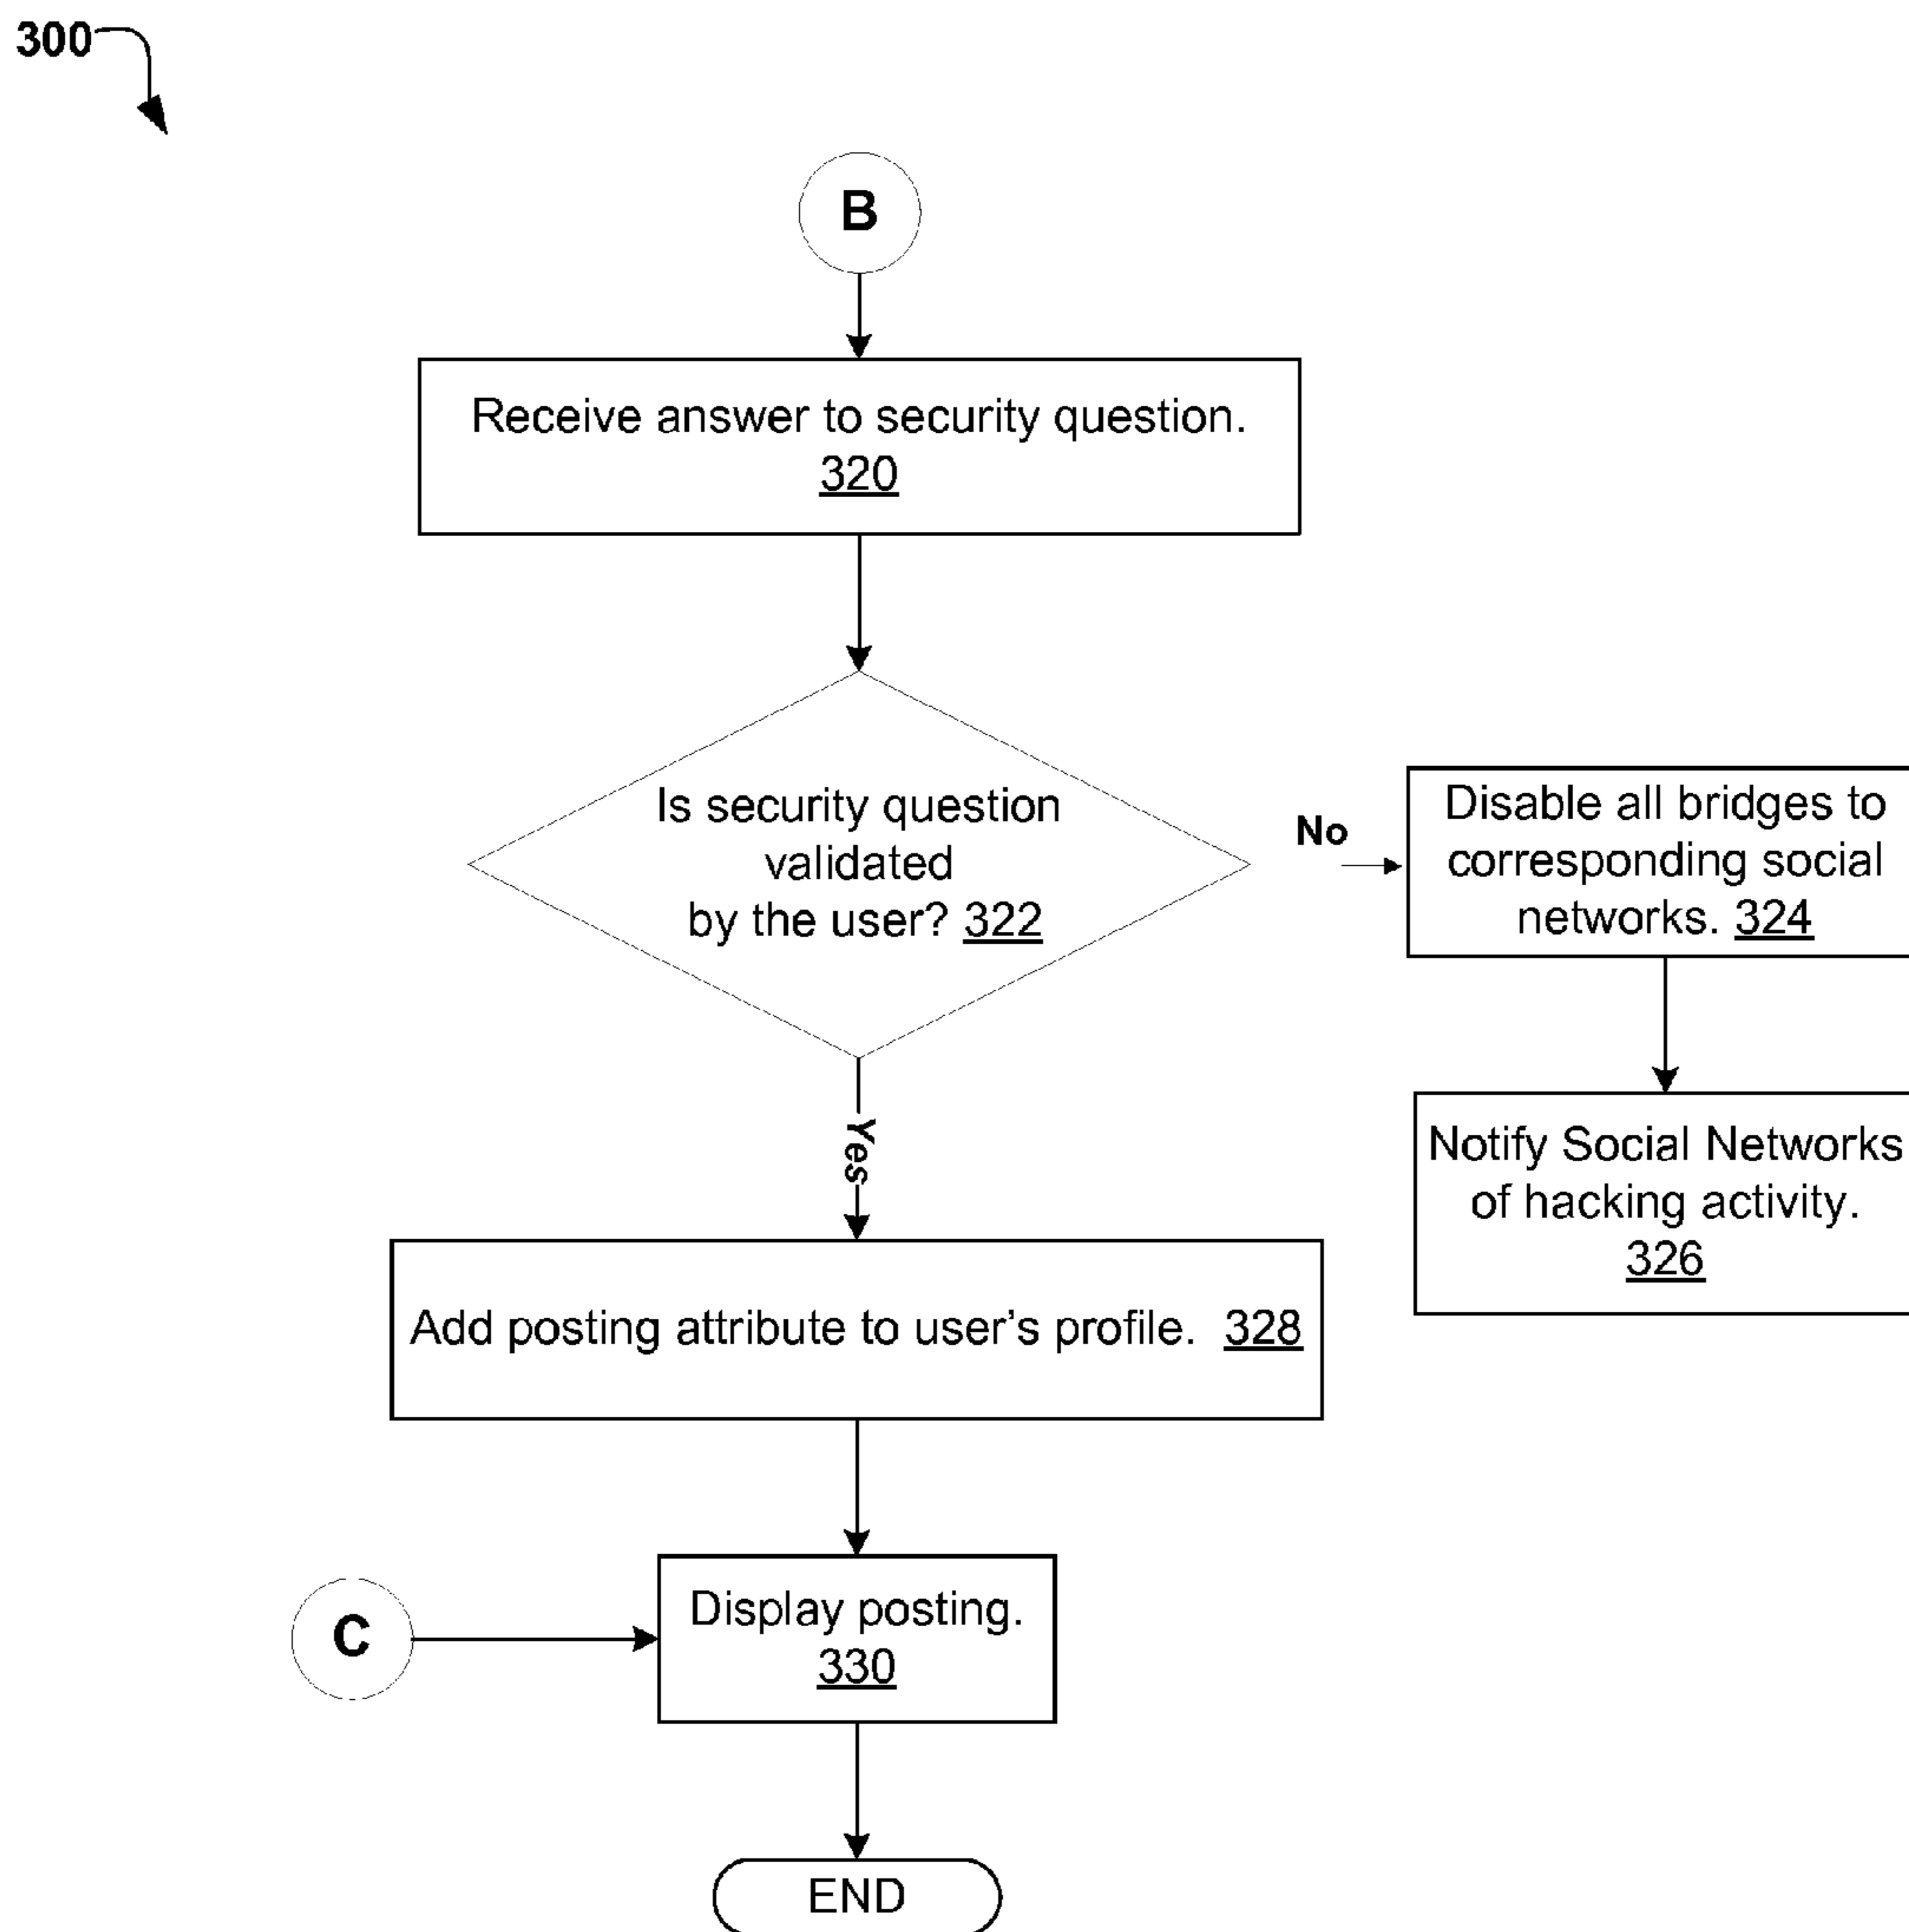 300
B
Receive answer to security question.
320
Is security question
validated
by the user? 322
No
Disable all bridges to
corresponding social
networks. 324
Notify Social Networks
of hacking activity.
326
Yes
Add posting attribute to user's profile. 328
C
Display posting.
330
END